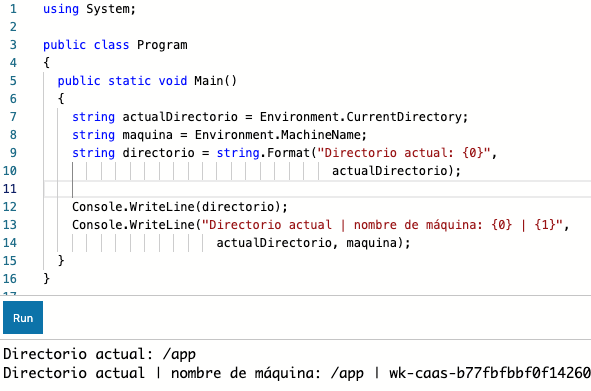 1 using System;
2
3 public class Program
4 {
5 public static void Main()
6 {
7 string actualDirectorio = Environment.CurrentDirectory;
8 string maquina = Environment.MachineName;
9 string directorio = string.Format("Directorio actual: {0}",
10 actualDirectorio);
11
12 Console.WriteLine(directorio);
13 Console.WriteLine("Directorio actual | nombre de máquina: {0} | {1}",
14 actualDirectorio, maquina);
15 }
16 }
17
Run
Directorio actual: /app
Directorio actual | nombre de máquina: /app | wk-caas-b77fbfbbf0f14260